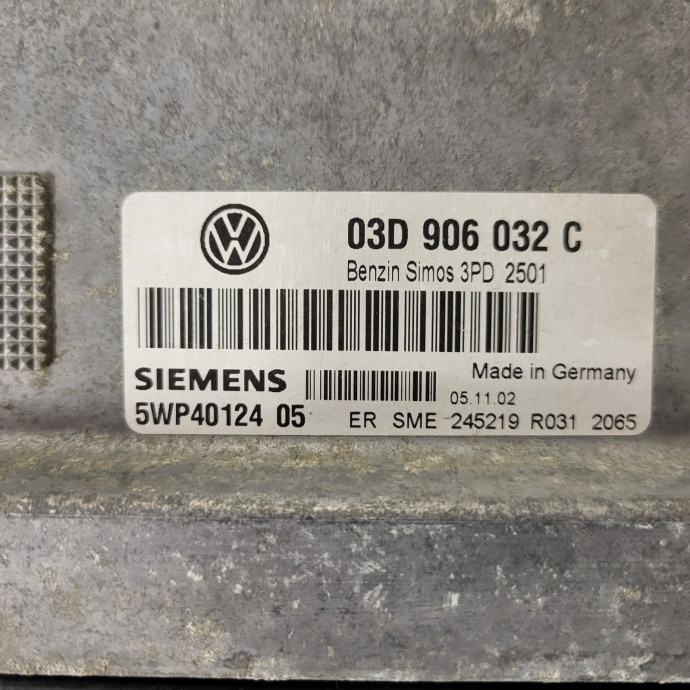 03D 906 032 C
Benzin Simos 3PD 2501
SIEMENS
Made in Germany
05.11.02
5WP40124 05
ER SME 245219 R031 2065